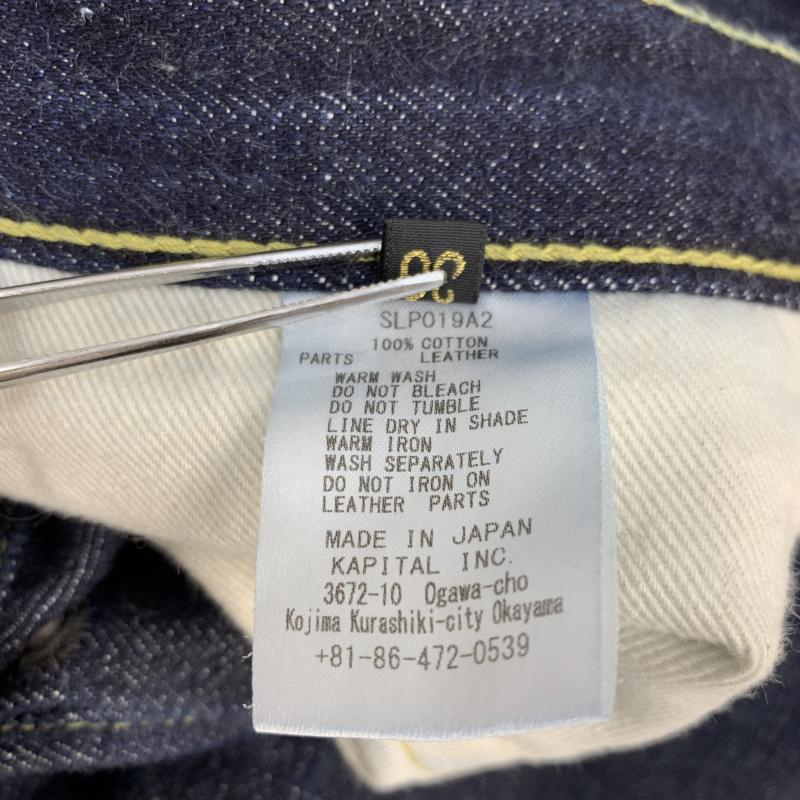 30
SLP019A2
100% COTTON
PARTS LEATHER
WARM WASH
DO NOT BLEACH
DO NOT TUMBLE
LINE DRY IN SHADE
WARM IRON
WASH SEPARATELY
DO NOT IRON ON
LEATHER PARTS
MADE IN JAPAN
KAPITAL INC.
3672-10 Ogawa-cho
Kojima Kurashiki-city Okayama
+81-86-472-0539